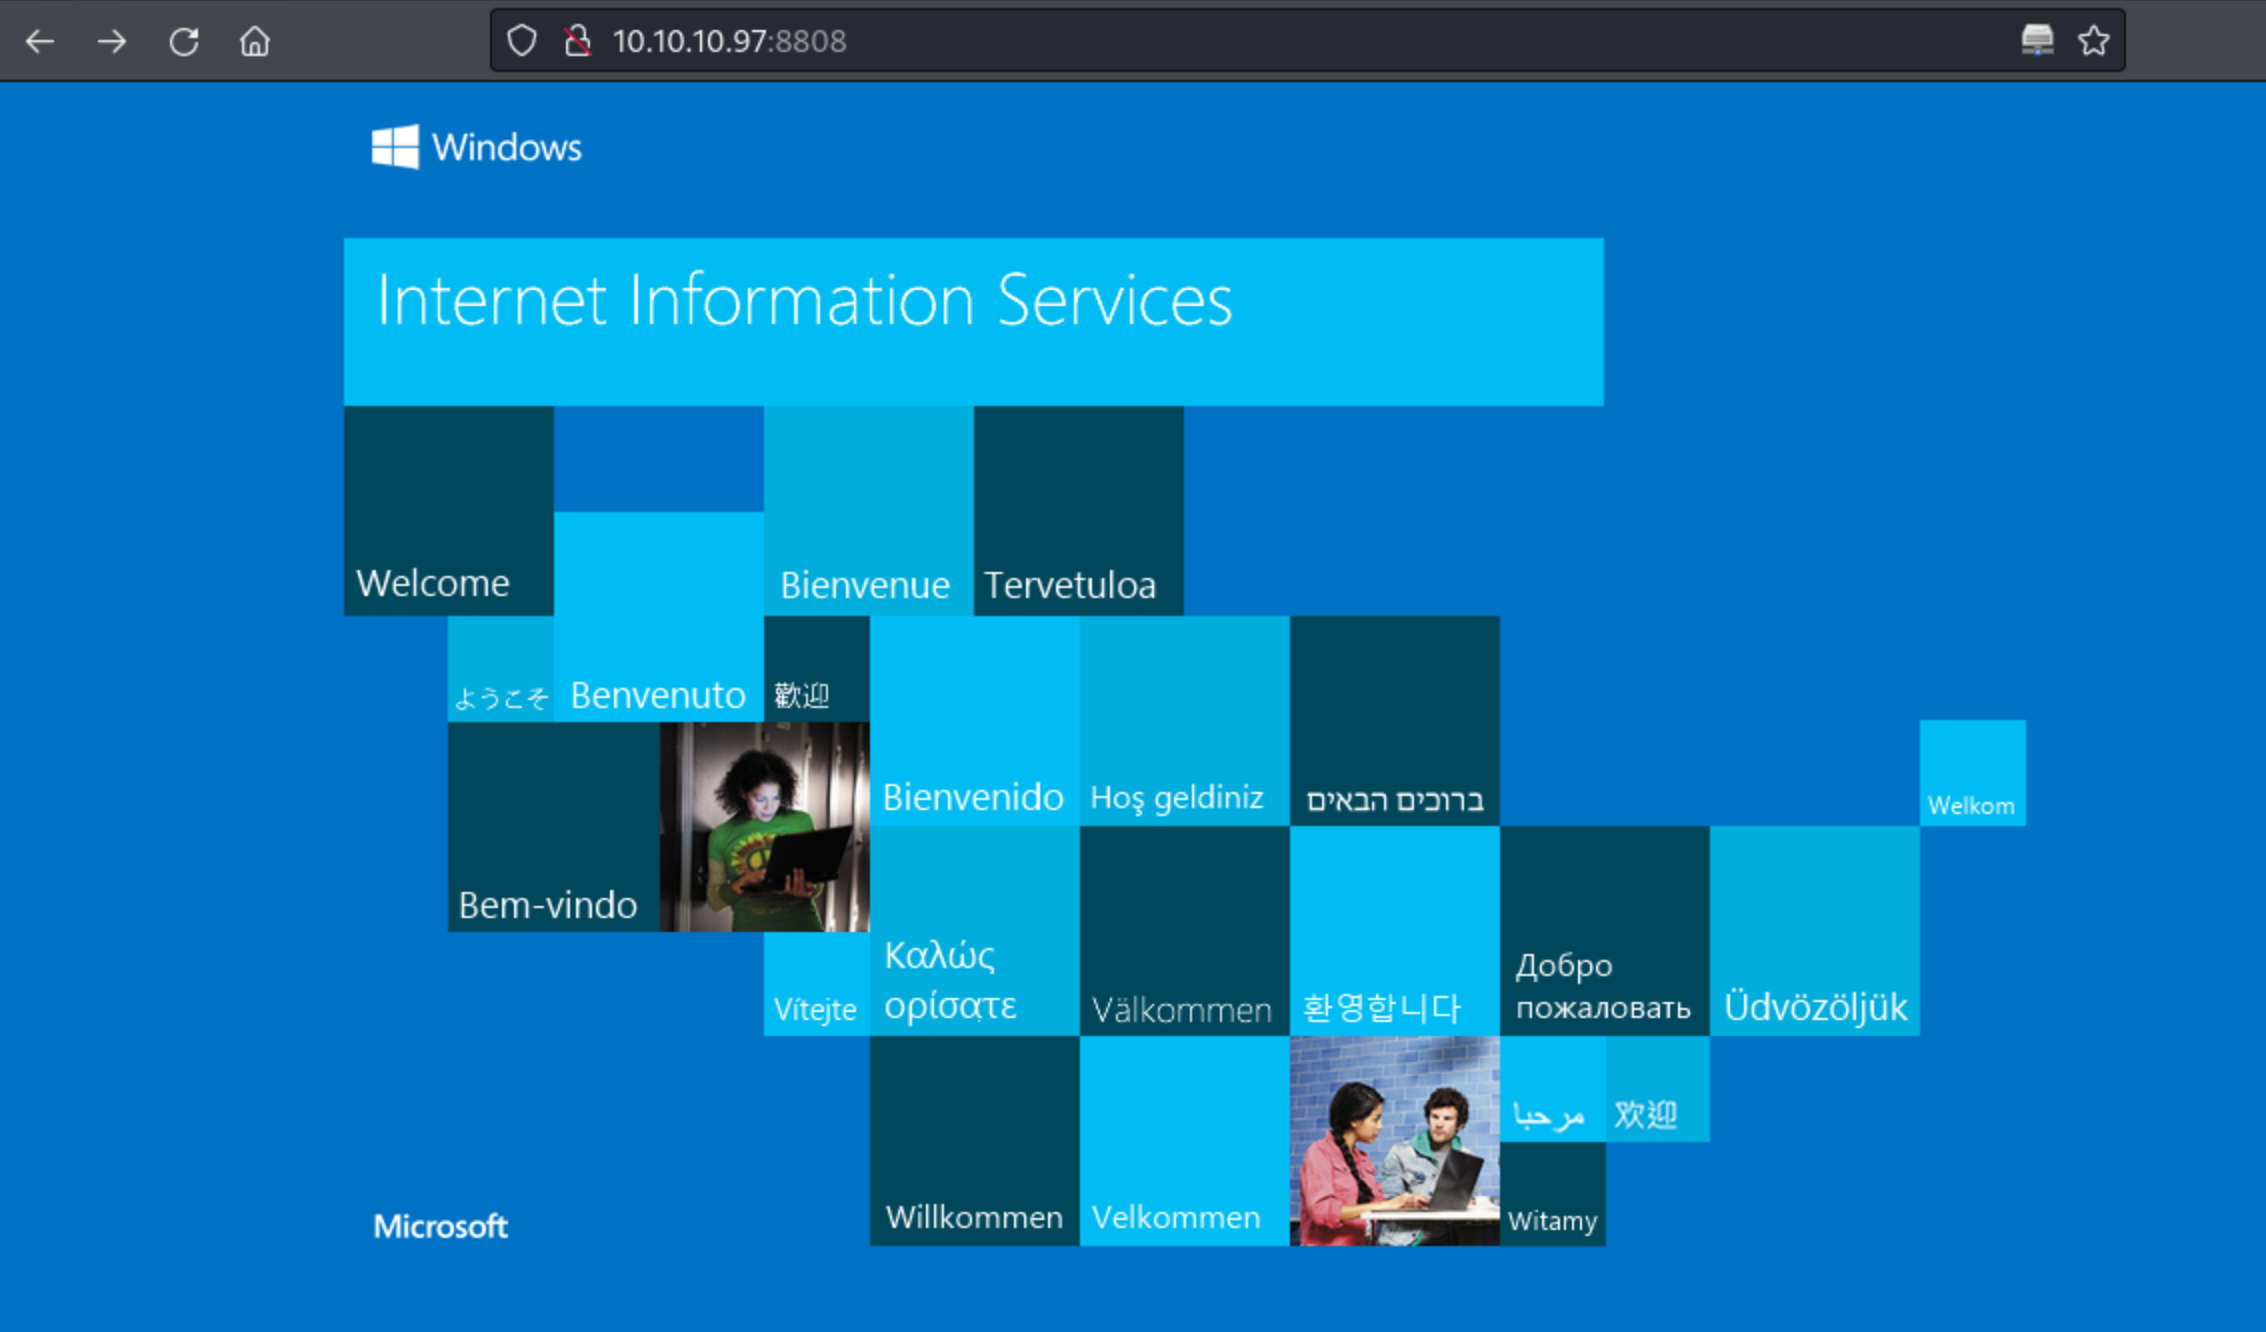 10.10.10.97:8808
Windows
Internet Information Services
Welcome
Bienvenue
Tervetuloa
ようこそ
Benvenuto
歡迎
Bienvenido
Hoş geldiniz
ברוכים הבאים
Welkom
Bem-vindo
Vítejte
Καλώς
ορίσατε
Välkommen
환영합니다
Добро
пожаловать
Üdvözöljük
Willkommen
Velkommen
مرحبا
欢迎
Witamy
Microsoft